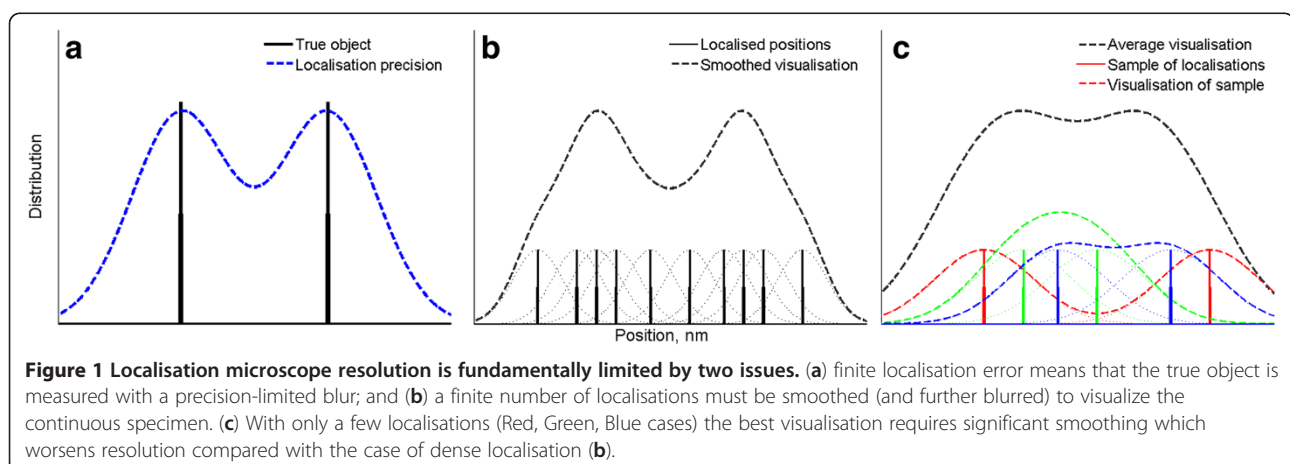 a
True object
Localisation precision
Distribution
b
Localised positions
Smoothed visualisation
Position, nm
c
Average visualisation
Sample of localisations
Visualisation of sample
Figure 1 Localisation microscope resolution is fundamentally limited by two issues. (a) finite localisation error means that the true object is
measured with a precision-limited blur; and (b) a finite number of localisations must be smoothed (and further blurred) to visualize the
continuous specimen. (c) With only a few localisations (Red, Green, Blue cases) the best visualisation requires significant smoothing which
worsens resolution compared with the case of dense localisation (b).